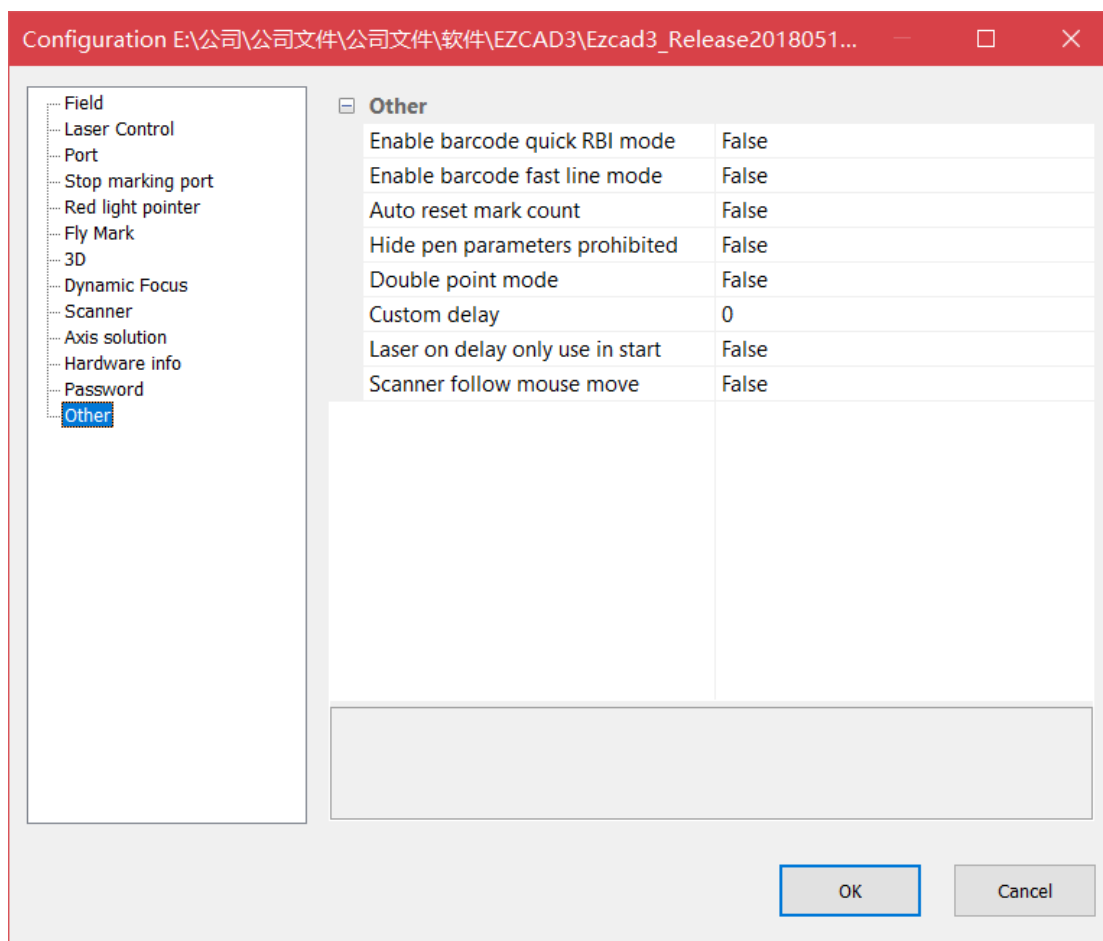 Configuration E:\公司\公司文件\公司文件\软件\EZCAD3\Ezcad3_Release2018051...
Field
Laser Control
Port
Stop marking port
Red light pointer
Fly Mark
3D
Dynamic Focus
Scanner
Axis solution
Hardware info
Password
Other
Other
Enable barcode quick RBI mode False
Enable barcode fast line mode False
Auto reset mark count False
Hide pen parameters prohibited False
Double point mode False
Custom delay 0
Laser on delay only use in start False
Scanner follow mouse move False
OK Cancel